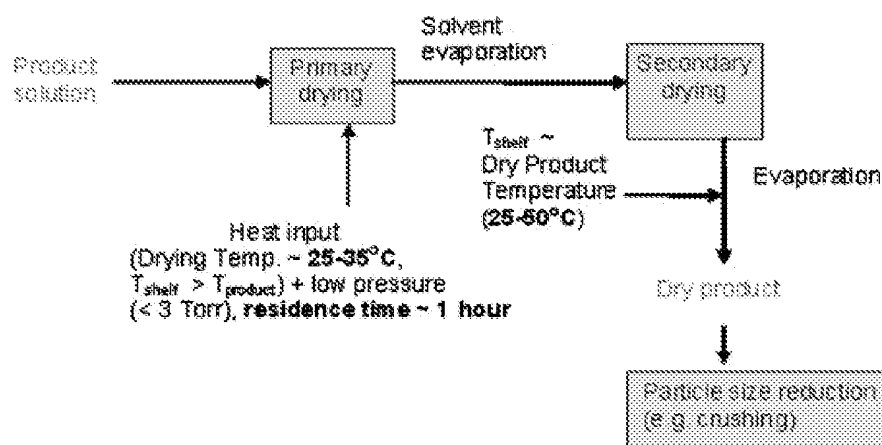 Product
solution
Primary
drying
Solvent
evaporation
Secondary
drying
T_shelf ~
Dry Product
Temperature
(25-50°C)
Evaporation
Heat input
(Drying Temp. ~ 25-35°C,
T_shelf > T_product) + low pressure
(< 3 Torr), residence time ~ 1 hour
Dry product
Particle size reduction
(e.g. crushing)